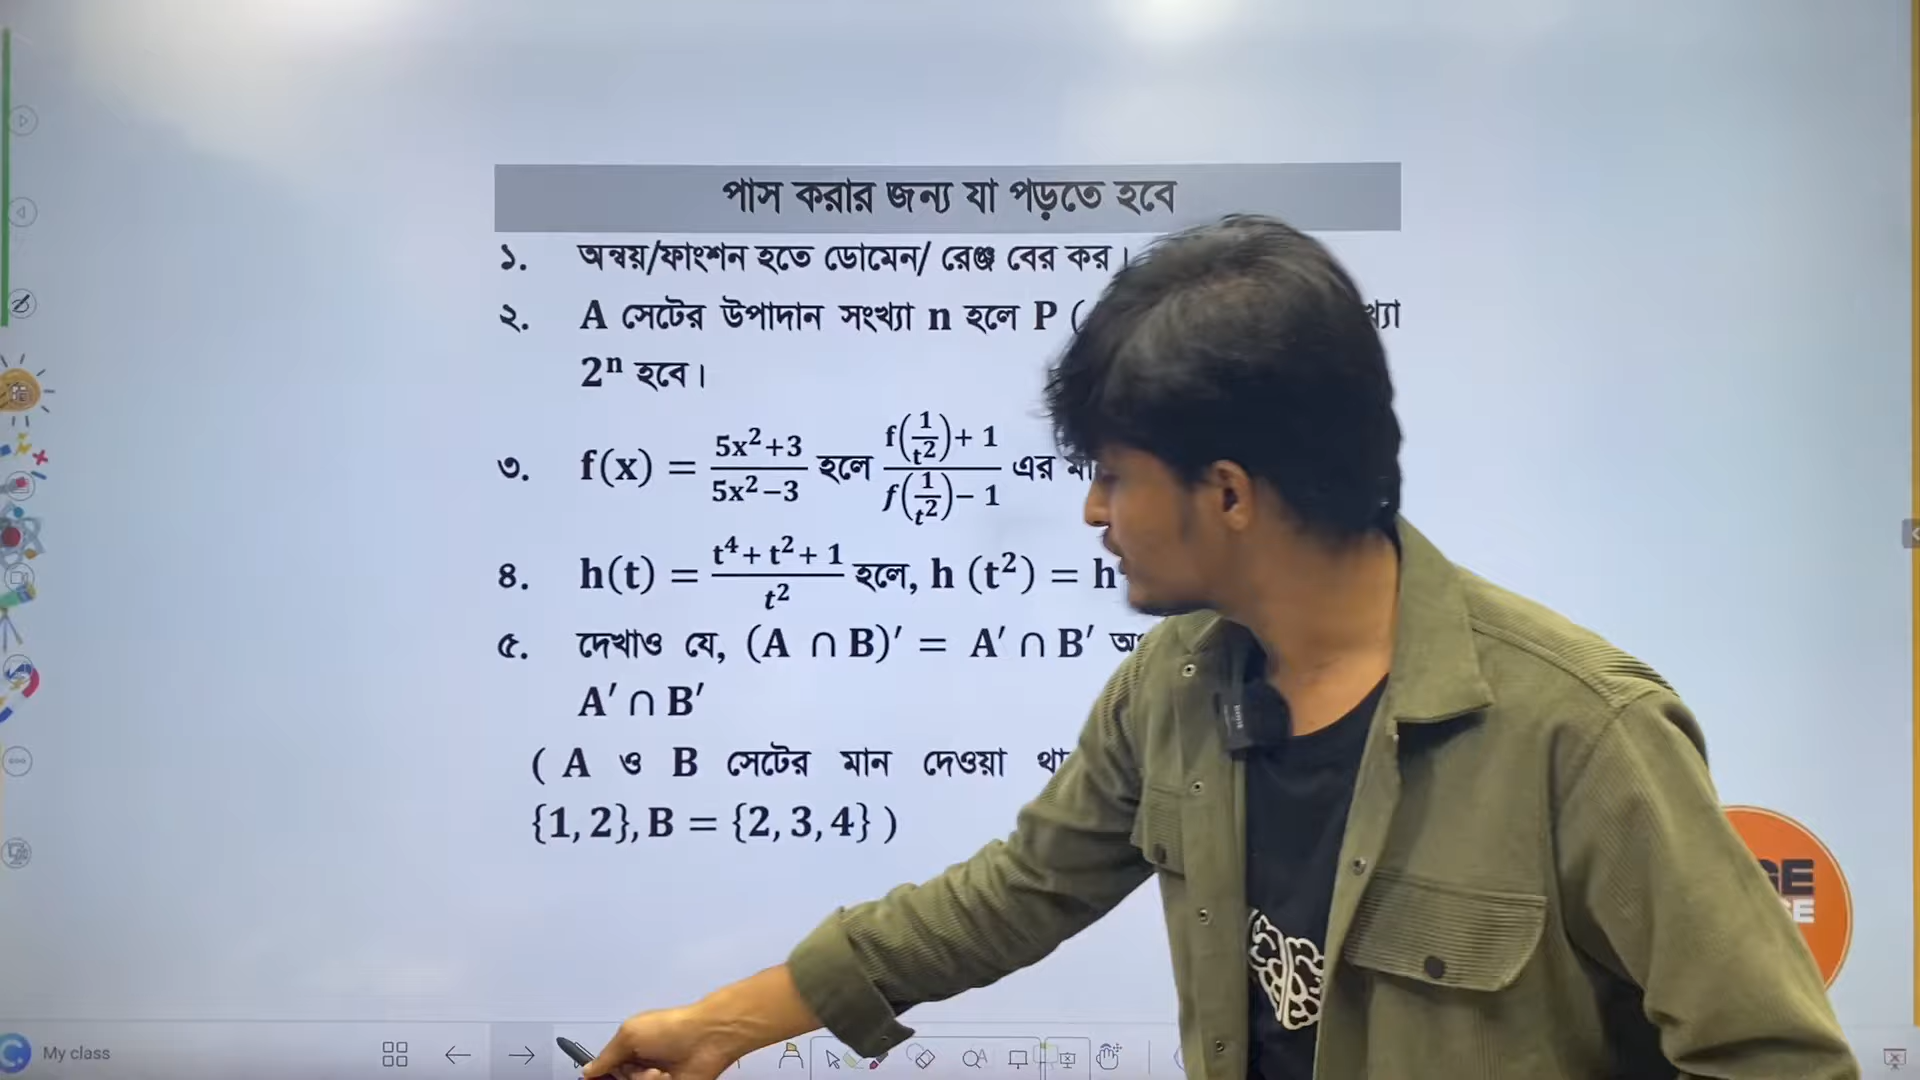 পাস করার জন্য যা পড়তে হবে
১. অন্বয়/ফাংশন হতে ডোমেন/ রেঞ্জ বের কর।
২. A সেটের উপাদান সংখ্যা n হলে P (
2ⁿ হবে।
৩. f(x) = (5x²+3)/(5x²−3) হলে (f(1/t²)+ 1)/(f(1/t²)− 1) এর
৪. h(t) = (t⁴+ t²+ 1)/t² হলে, h (t²) = h
৫. দেখাও যে, (A ∩ B)′ = A′ ∩ B′
A′ ∩ B′
( A ও B সেটের মান দেওয়া
{1, 2}, B = {2, 3, 4} )
GE
GE
My class